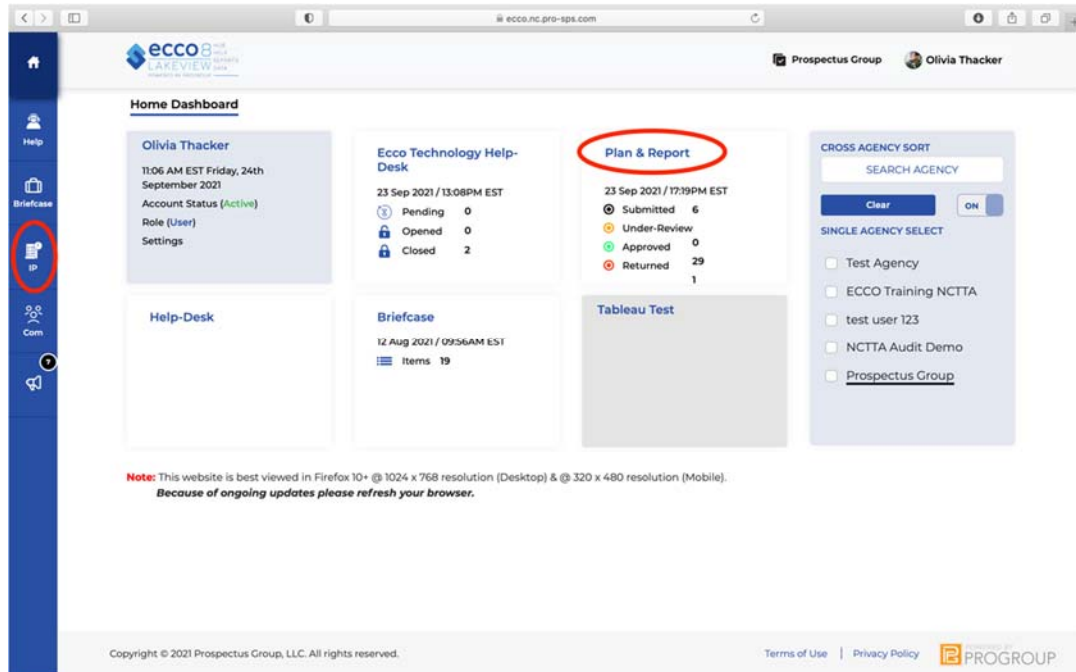 ecco.nc.pro-sps.com
ecco8
LAKEVIEW
Prospectus Group
Olivia Thacker
Home Dashboard
Help
Briefcase
IP
Com
7
Olivia Thacker
11:06 AM EST Friday, 24th
September 2021
Account Status (Active)
Role (User)
Settings
Ecco Technology Help-
Desk
23 Sep 2021 / 13:08PM EST
Pending 0
Opened 0
Closed 2
Plan & Report
23 Sep 2021 / 17:19PM EST
Submitted 6
Under-Review
Approved 0
Returned 29
1
CROSS AGENCY SORT
SEARCH AGENCY
Clear ON
SINGLE AGENCY SELECT
Test Agency
ECCO Training NCTTA
test user 123
NCTTA Audit Demo
Prospectus Group
Help-Desk
Briefcase
12 Aug 2021 / 09:56AM EST
Items 19
Tableau Test
Note: This website is best viewed in Firefox 10+ @ 1024 x 768 resolution (Desktop) & @ 320 x 480 resolution (Mobile).
Because of ongoing updates please refresh your browser.
Copyright © 2021 Prospectus Group, LLC. All rights reserved.
Terms of Use | Privacy Policy
PROGROUP